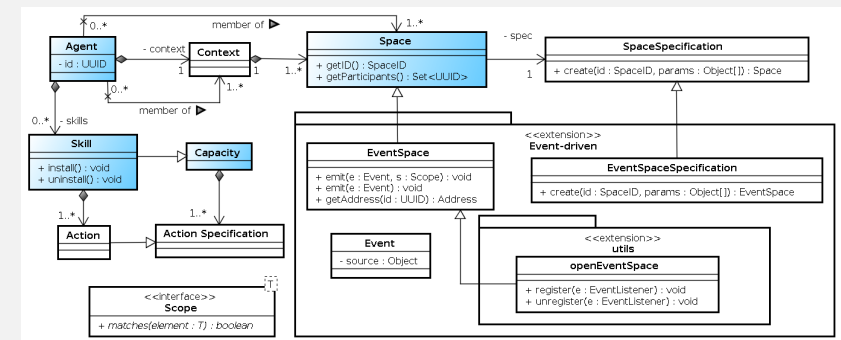 member of
0..*
1..*
Agent
- id : UUID
- context
1
Context
1
1..*
Space
+ getID() : SpaceID
+ getParticipants() : Set<UUID>
- spec
1
SpaceSpecification
+ create(id : SpaceID, params : Object[]) : Space
0..*
1..*
member of
0..*
- skills
Skill
+ install() : void
+ uninstall() : void
Capacity
1..*
1..*
Action
Action Specification
<<extension>>
Event-driven
EventSpace
+ emit(e : Event, s : Scope) : void
+ emit(e : Event) : void
+ getAddress(id : UUID) : Address
EventSpaceSpecification
+ create(id : SpaceID, params : Object[]) : EventSpace
Event
- source : Object
<<extension>>
utils
openEventSpace
+ register(e : EventListener) : void
+ unregister(e : EventListener) : void
T
<<interface>>
Scope
+ matches(element : T) : boolean